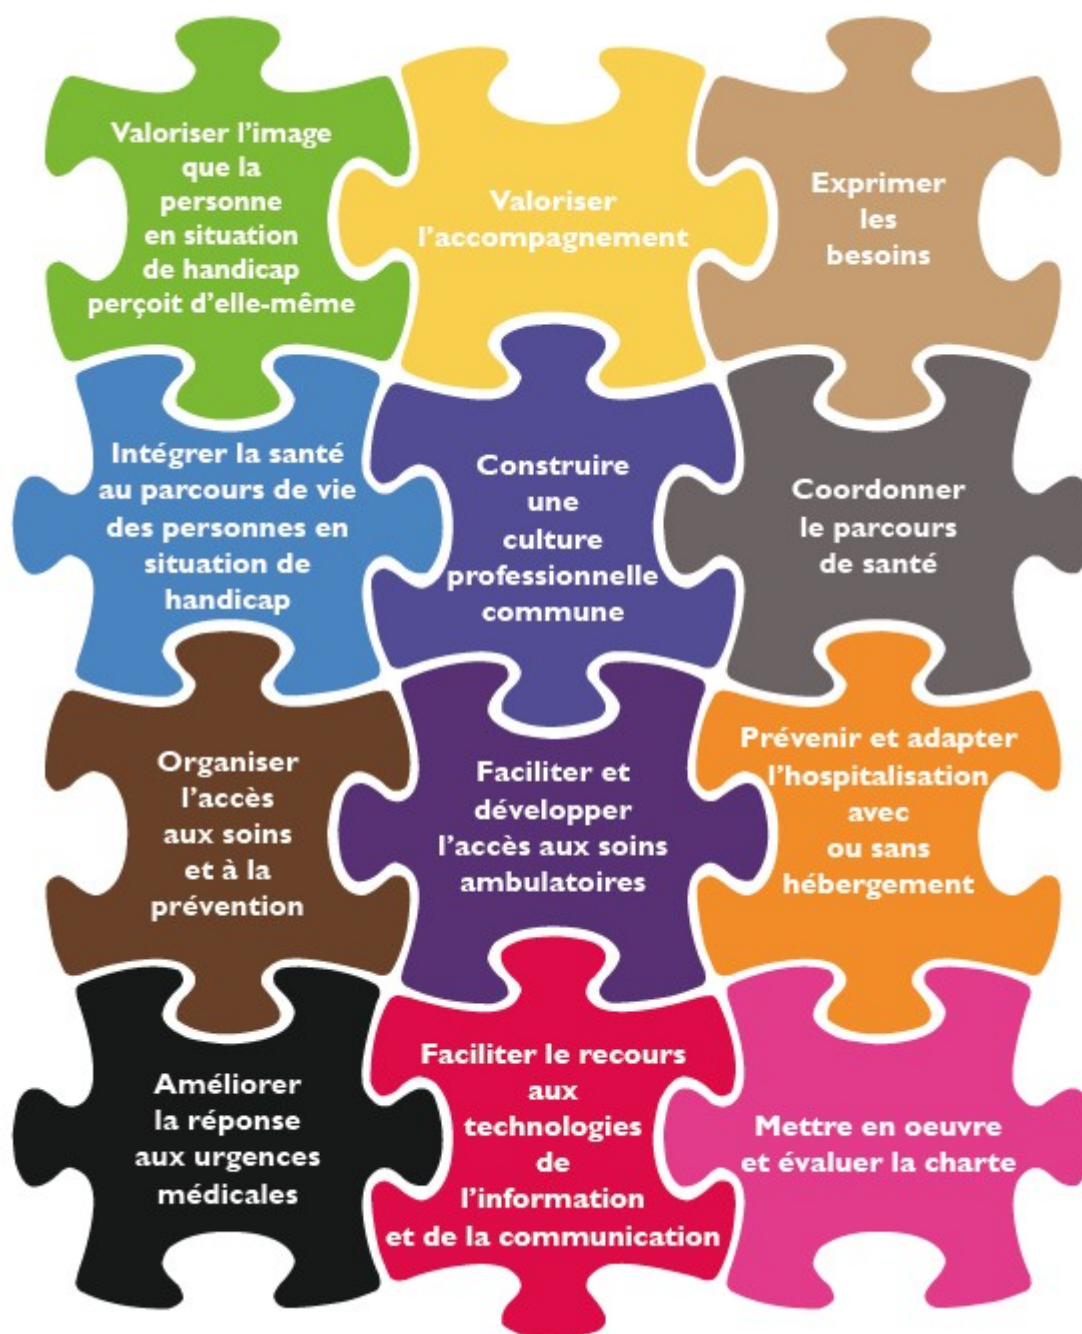 Valoriser l'image
que la
personne
en situation
de handicap
perçoit d'elle-même
Valoriser
l'accompagnement
Exprimer
les
besoins
Intégrer la santé
au parcours de vie
des personnes en
situation de
handicap
Construire
une
culture
professionnelle
commune
Coordonner
le parcours
de santé
Organiser
l'accès
aux soins
et à la
prévention
Faciliter et
développer
l'accès aux soins
ambulatoires
Prévenir et adapter
l'hospitalisation
avec
ou sans
hébergement
Améliorer
la réponse
aux urgences
médicales
Faciliter le recours
aux
technologies
de
l'information
et de la communication
Mettre en oeuvre
et évaluer la charte